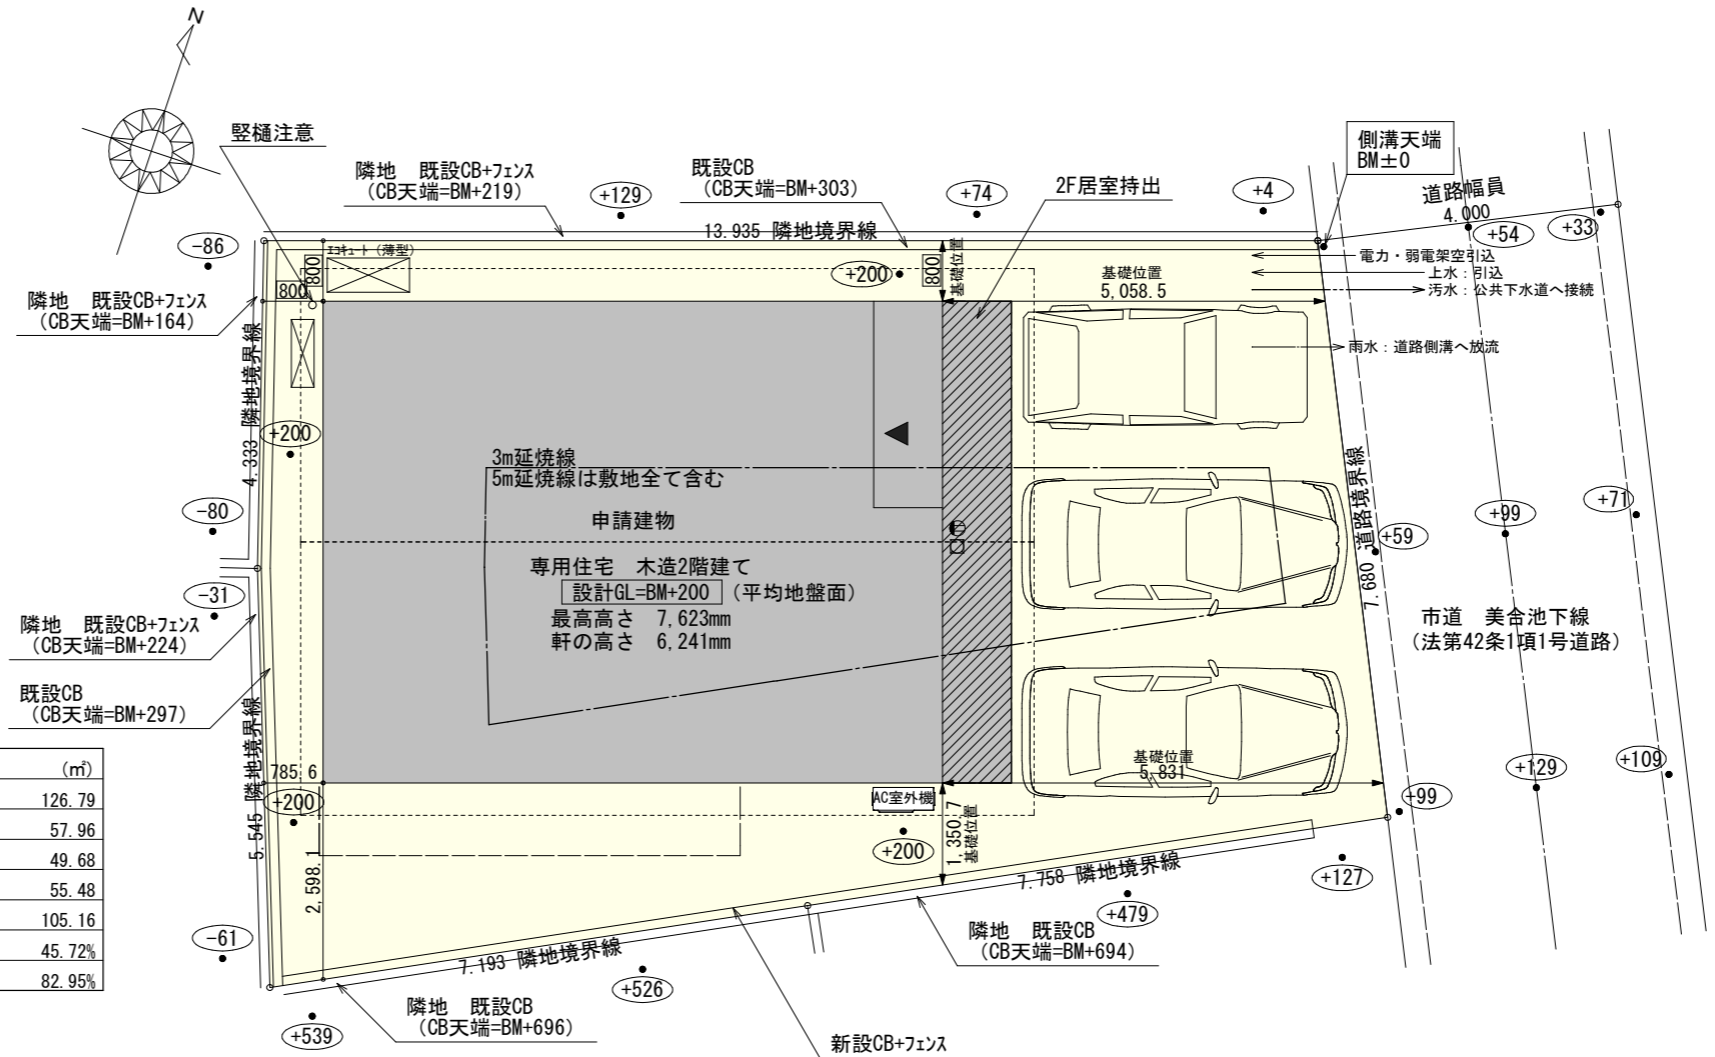 N
竪樋注意
隣地 既設CB+フェンス
(CB天端=BM+219)
+129
既設CB
(CB天端=BM+303)
+74
2F居室持出
+4
側溝天端
BM±0
道路幅員
4.000
+33
+54
-86
13.935 隣地境界線
エコキュート(薄型)
800
800
+200
800
基礎位置
基礎位置
5,058.5
電力・弱電架空引込
上水:引込
汚水:公共下水道へ接続
雨水:道路側溝へ放流
隣地 既設CB+フェンス
(CB天端=BM+164)
4.333 隣地境界線
+200
-80
3m延焼線
5m延焼線は敷地全て含む
申請建物
専用住宅 木造2階建て
設計GL=BM+200 (平均地盤面)
最高高さ 7,623mm
軒の高さ 6,241mm
7.680 道路境界線
+59
+99
+71
市道 美合池下線
(法第42条1項1号道路)
-31
隣地 既設CB+フェンス
(CB天端=BM+224)
既設CB
(CB天端=BM+297)
5.545 隣地境界線
785.6
+200
2,598.1
AC室外機
+200
1,350.7
基礎位置
基礎位置
5,831
+99
+129
+109
+127
(㎡)
126.79
57.96
49.68
55.48
105.16
45.72%
82.95%
-61
7.193 隣地境界線
7.758 隣地境界線
+479
隣地 既設CB
(CB天端=BM+694)
+526
+539
隣地 既設CB
(CB天端=BM+696)
新設CB+フェンス